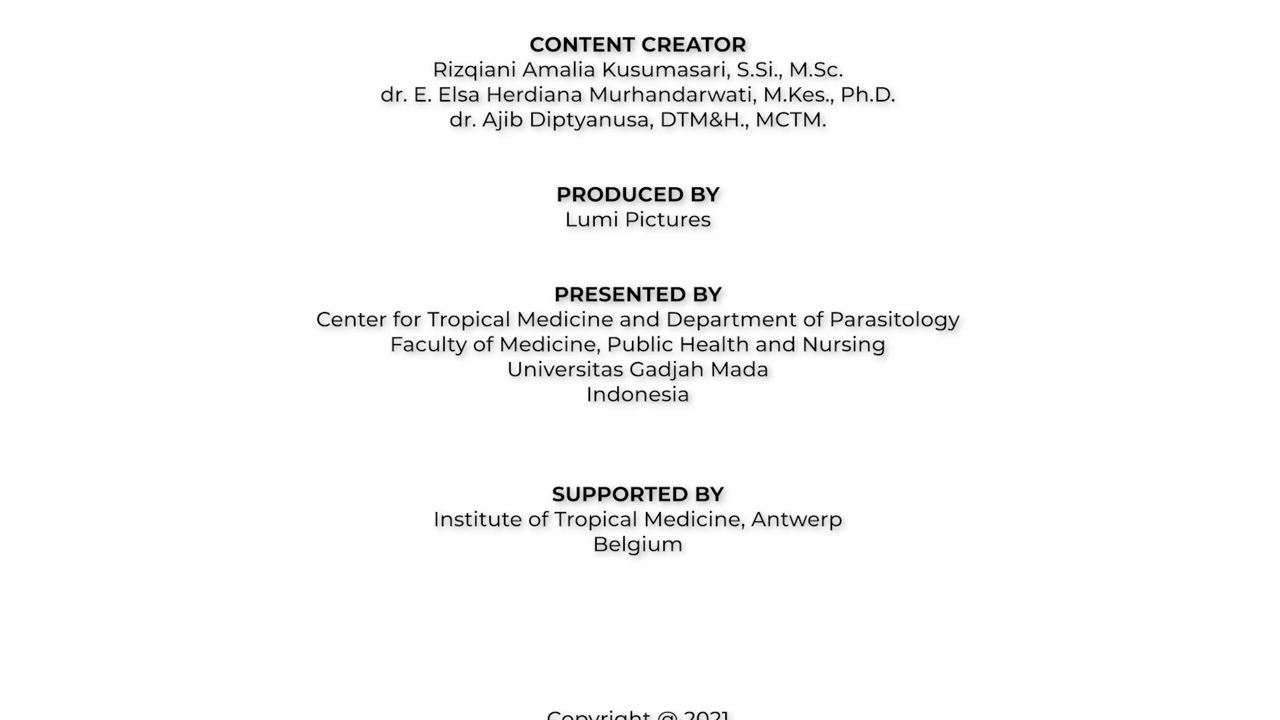 CONTENT CREATOR
Rizqiani Amalia Kusumasari, S.Si., M.Sc.
dr. E. Elsa Herdiana Murhandarwati, M.Kes., Ph.D.
dr. Ajib Diptyanusa, DTM&H., MCTM.
PRODUCED BY
Lumi Pictures
PRESENTED BY
Center for Tropical Medicine and Department of Parasitology
Faculty of Medicine, Public Health and Nursing
Universitas Gadjah Mada
Indonesia
SUPPORTED BY
Institute of Tropical Medicine, Antwerp
Belgium
Copyright @ 2021